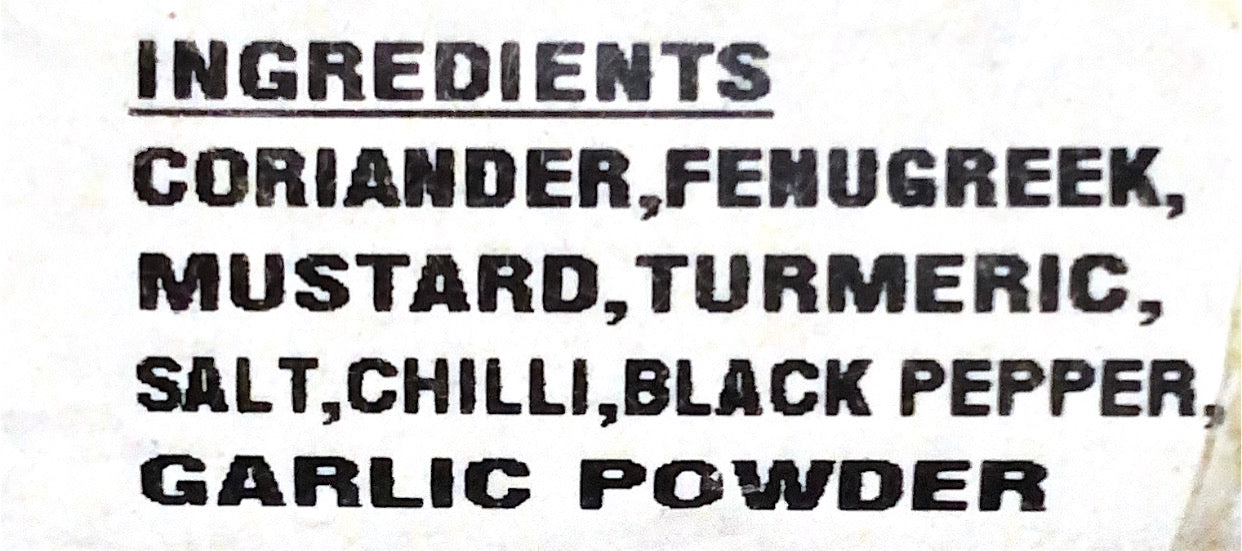 INGREDIENTS
CORIANDER,FENUGREEK,
MUSTARD,TURMERIC,
SALT,CHILLI,BLACK PEPPER,
GARLIC POWDER